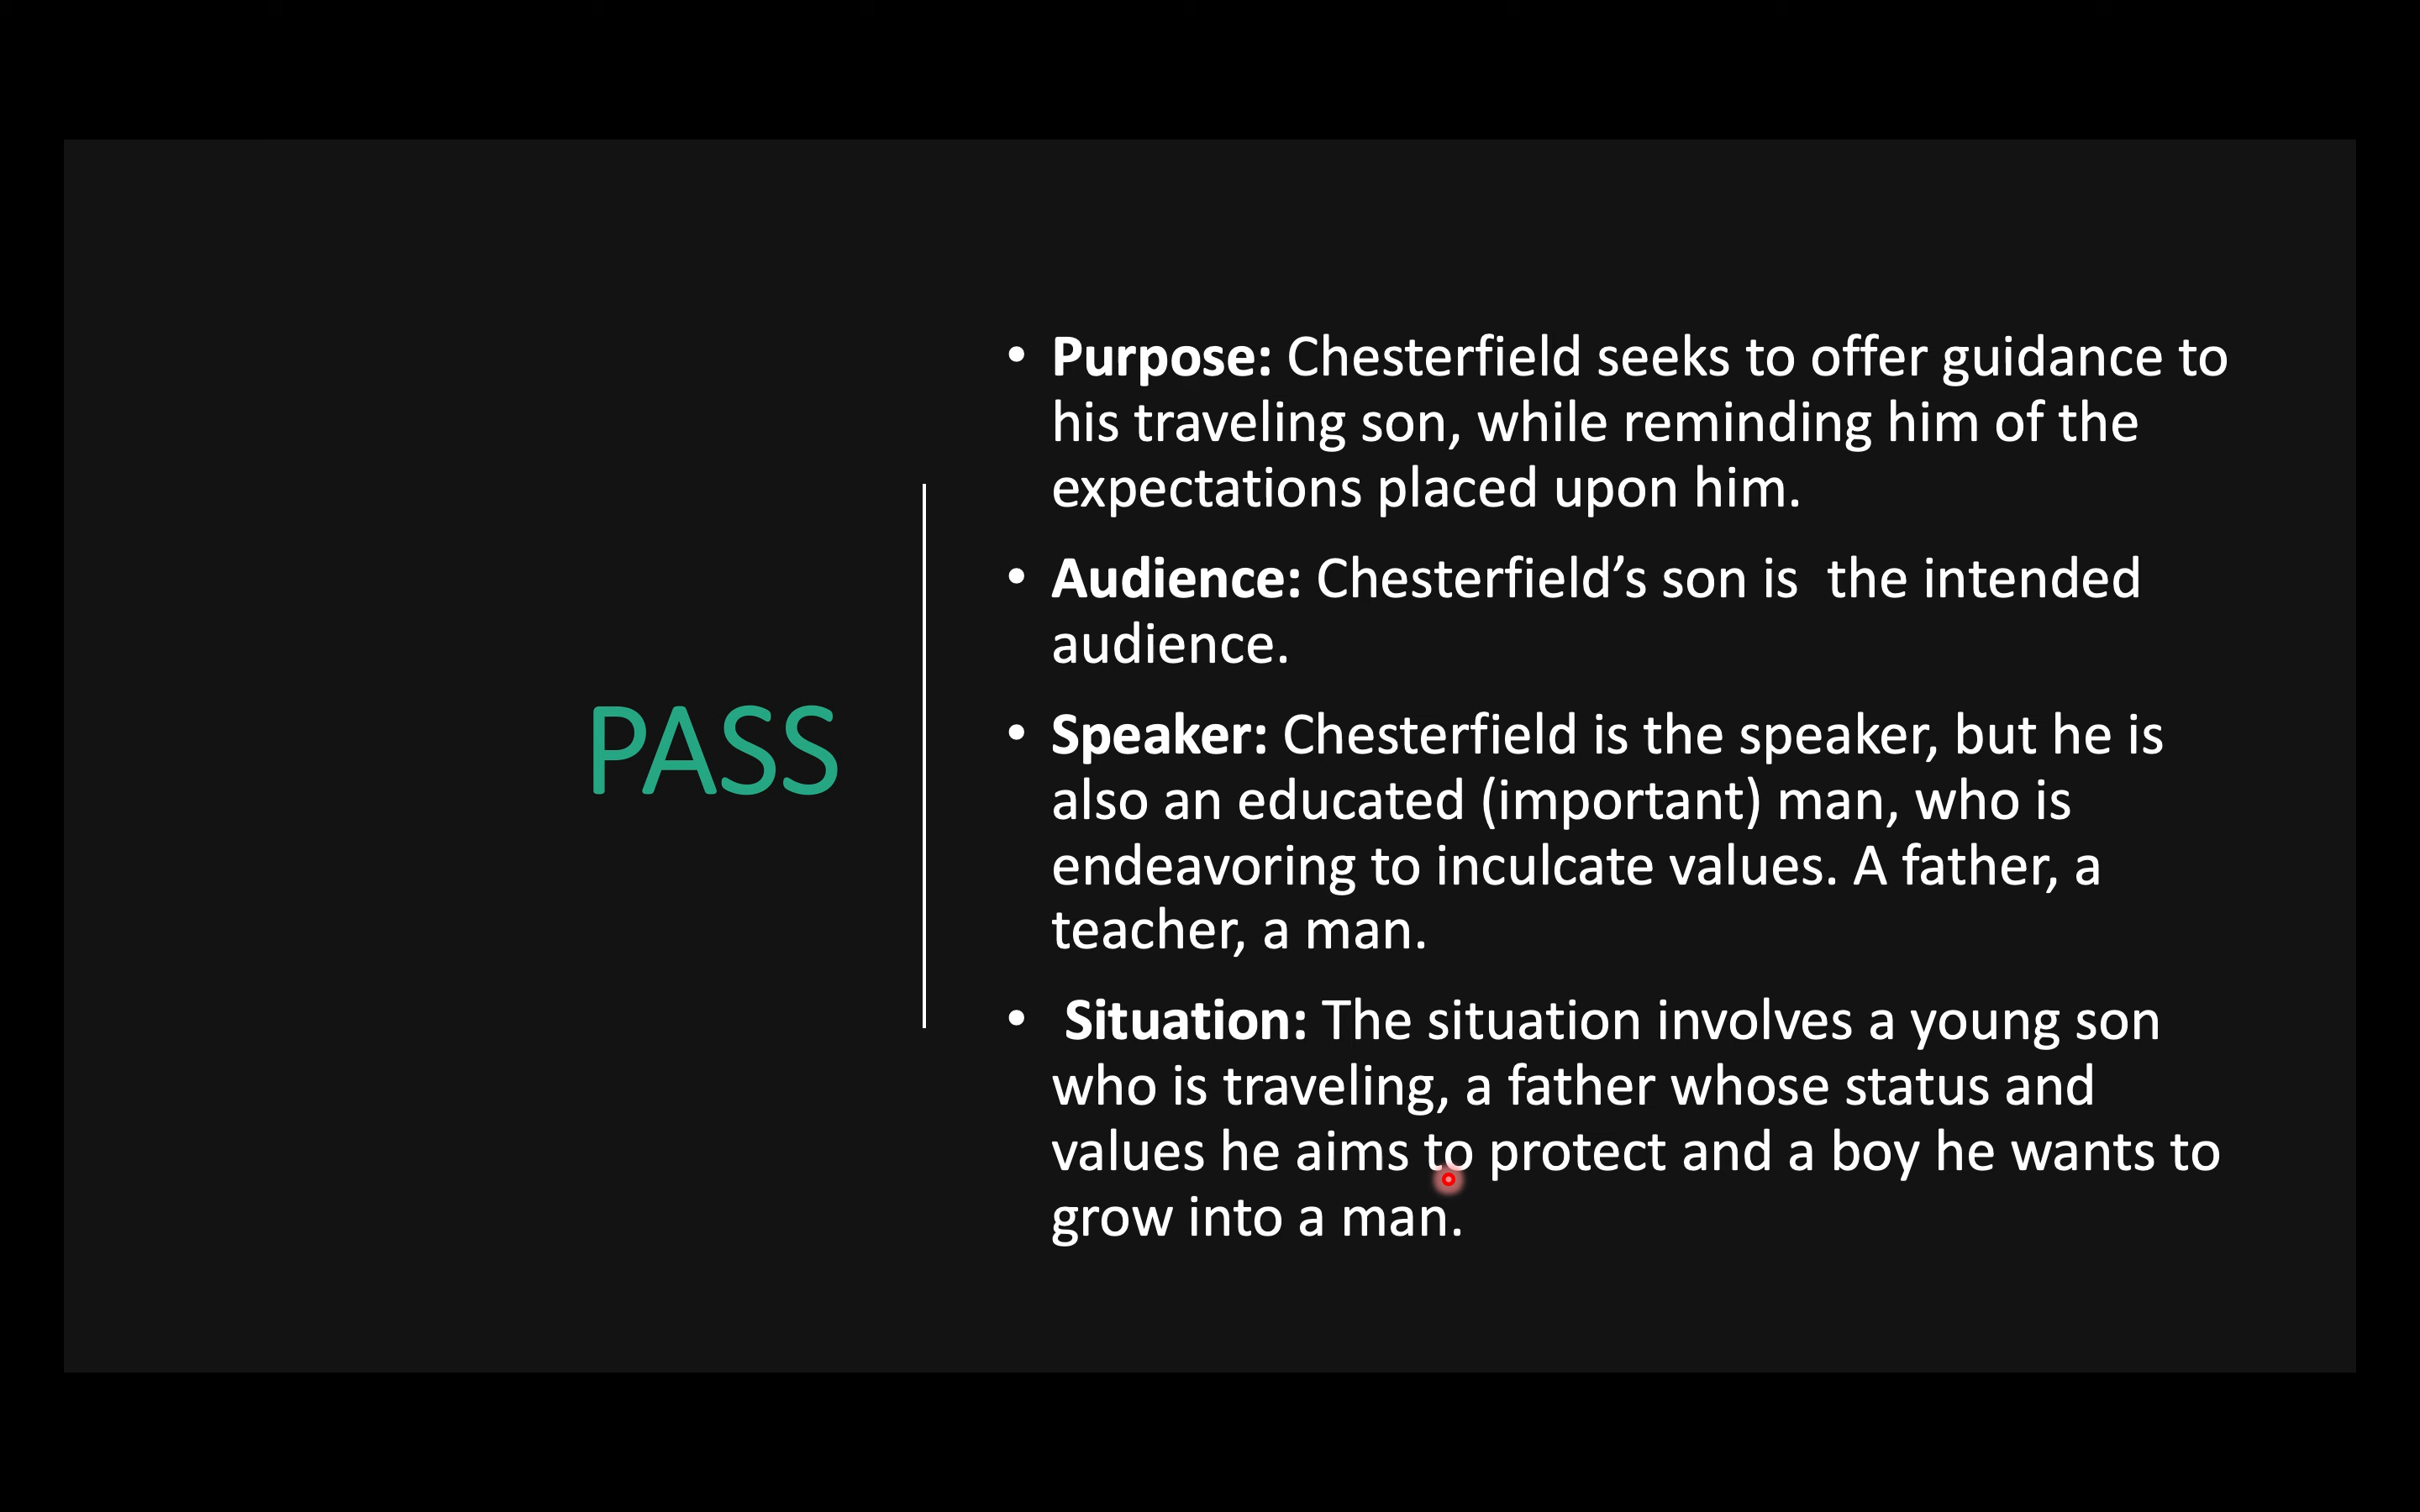 PASS
• Purpose: Chesterfield seeks to offer guidance to
his traveling son, while reminding him of the
expectations placed upon him.
• Audience: Chesterfield’s son is  the intended
audience.
• Speaker: Chesterfield is the speaker, but he is
also an educated (important) man, who is
endeavoring to inculcate values. A father, a
teacher, a man.
• Situation: The situation involves a young son
who is traveling, a father whose status and
values he aims to protect and a boy he wants to
grow into a man.